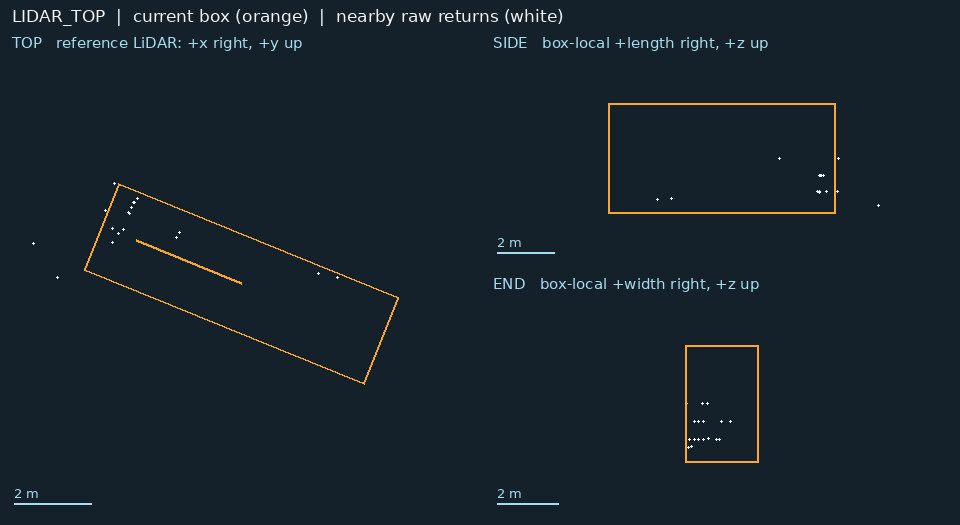 LIDAR_TOP | current box (orange) | nearby raw returns (white)
TOP reference LiDAR: +x right, +y up
SIDE box-local +length right, +z up
2 m
END box-local +width right, +z up
2 m
2 m